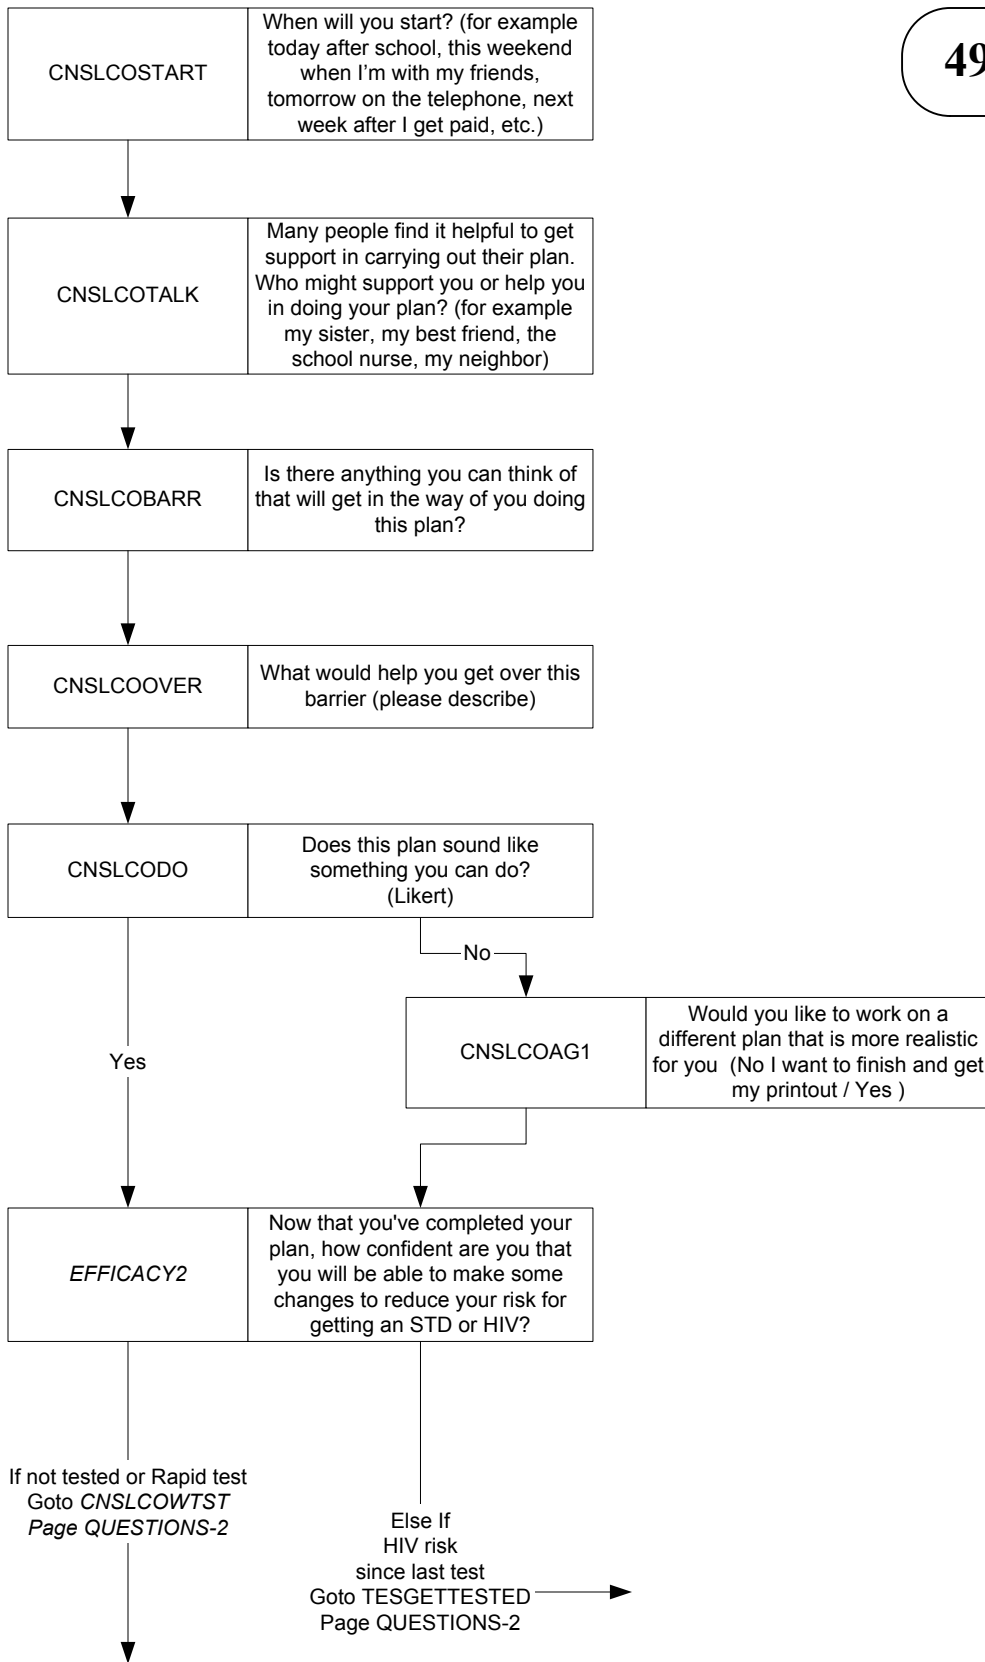 49
CNSLCOSTART
When will you start? (for example
today after school, this weekend
when I'm with my friends,
tomorrow on the telephone, next
week after I get paid, etc.)
CNSLCOTALK
Many people find it helpful to get
support in carrying out their plan.
Who might support you or help you
in doing your plan? (for example
my sister, my best friend, the
school nurse, my neighbor)
CNSLCOBARR
Is there anything you can think of
that will get in the way of you doing
this plan?
CNSLCOOVER
What would help you get over this
barrier (please describe)
CNSLCODO
Does this plan sound like
something you can do?
(Likert)
No
CNSLCOAG1
Would you like to work on a
different plan that is more realistic
for you (No I want to finish and get
my printout / Yes )
Yes
EFFICACY2
Now that you've completed your
plan, how confident are you that
you will be able to make some
changes to reduce your risk for
getting an STD or HIV?
If not tested or Rapid test
Goto CNSLCOWTST
Page QUESTIONS-2
Else If
HIV risk
since last test
Goto TESGETTESTED
Page QUESTIONS-2